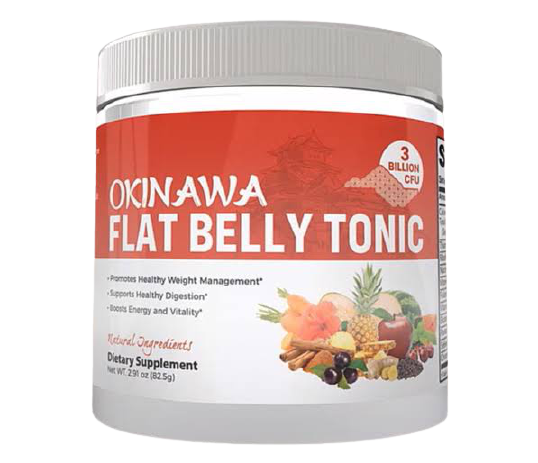 3
BILLION
CFU
OKINAWA
FLAT BELLY TONIC
• Promotes Healthy Weight Management*
• Supports Healthy Digestion*
• Boosts Energy and Vitality*
Natural Ingredients
Dietary Supplement
Net WT. 2.91 oz (82.5g)